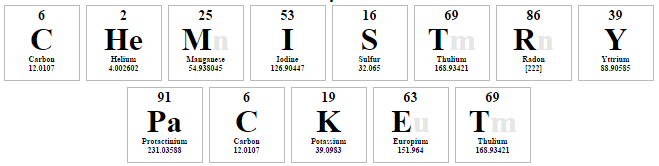 6 2 25 53 16 69 86 39
C He Mn I S Tm Rn Y
Carbon Helium Manganese Iodine Sulfur Thulium Radon Yttrium
12.0107 4.002602 54.938045 126.90447 32.065 168.93421 [222] 88.90585
91 6 19 63 69
Pa C K Eu Tm
Protactinium Carbon Potassium Europium Thulium
231.03588 12.0107 39.0983 151.964 168.93421